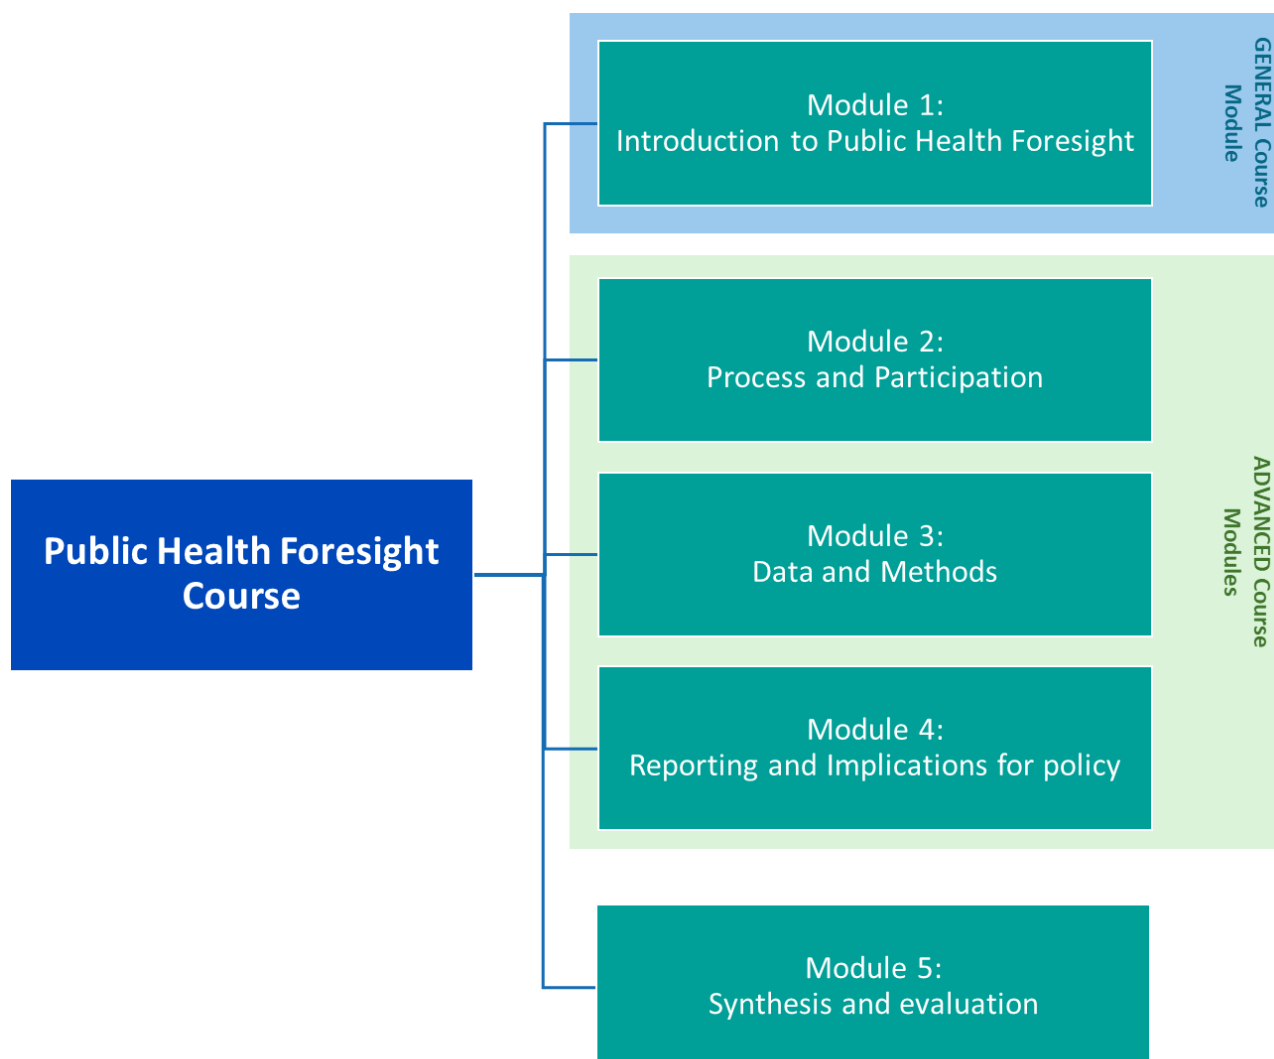 Public Health Foresight
Course
Module 1:
Introduction to Public Health Foresight
GENERAL Course
Module
Module 2:
Process and Participation
Module 3:
Data and Methods
Module 4:
Reporting and Implications for policy
ADVANCED Course
Modules
Module 5:
Synthesis and evaluation